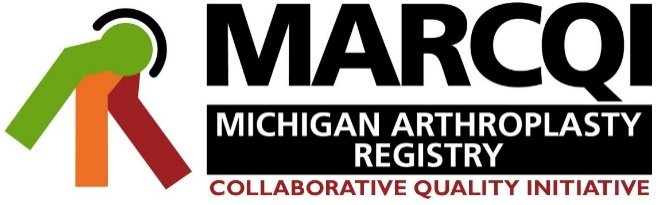 MARCQI
MICHIGAN ARTHROPLASTY
REGISTRY
COLLABORATIVE QUALITY INITIATIVE